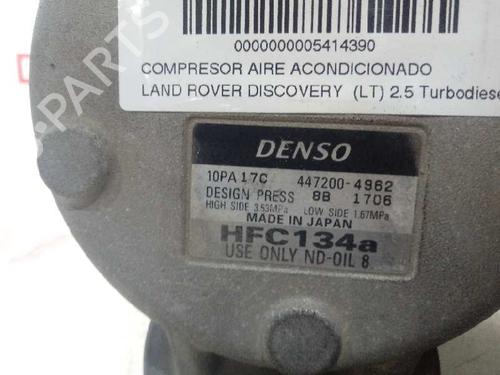 0000000005414390
COMPRESOR AIRE ACONDICIONADO
LAND ROVER DISCOVERY (LT) 2.5 Turbodiese
DENSO
10PA17C 447200-4962
DESIGN PRESS 8B 1706
HIGH SIDE 3.53MPa LOW SIDE 1.67MPa
MADE IN JAPAN
HFC134a
USE ONLY ND-OIL 8